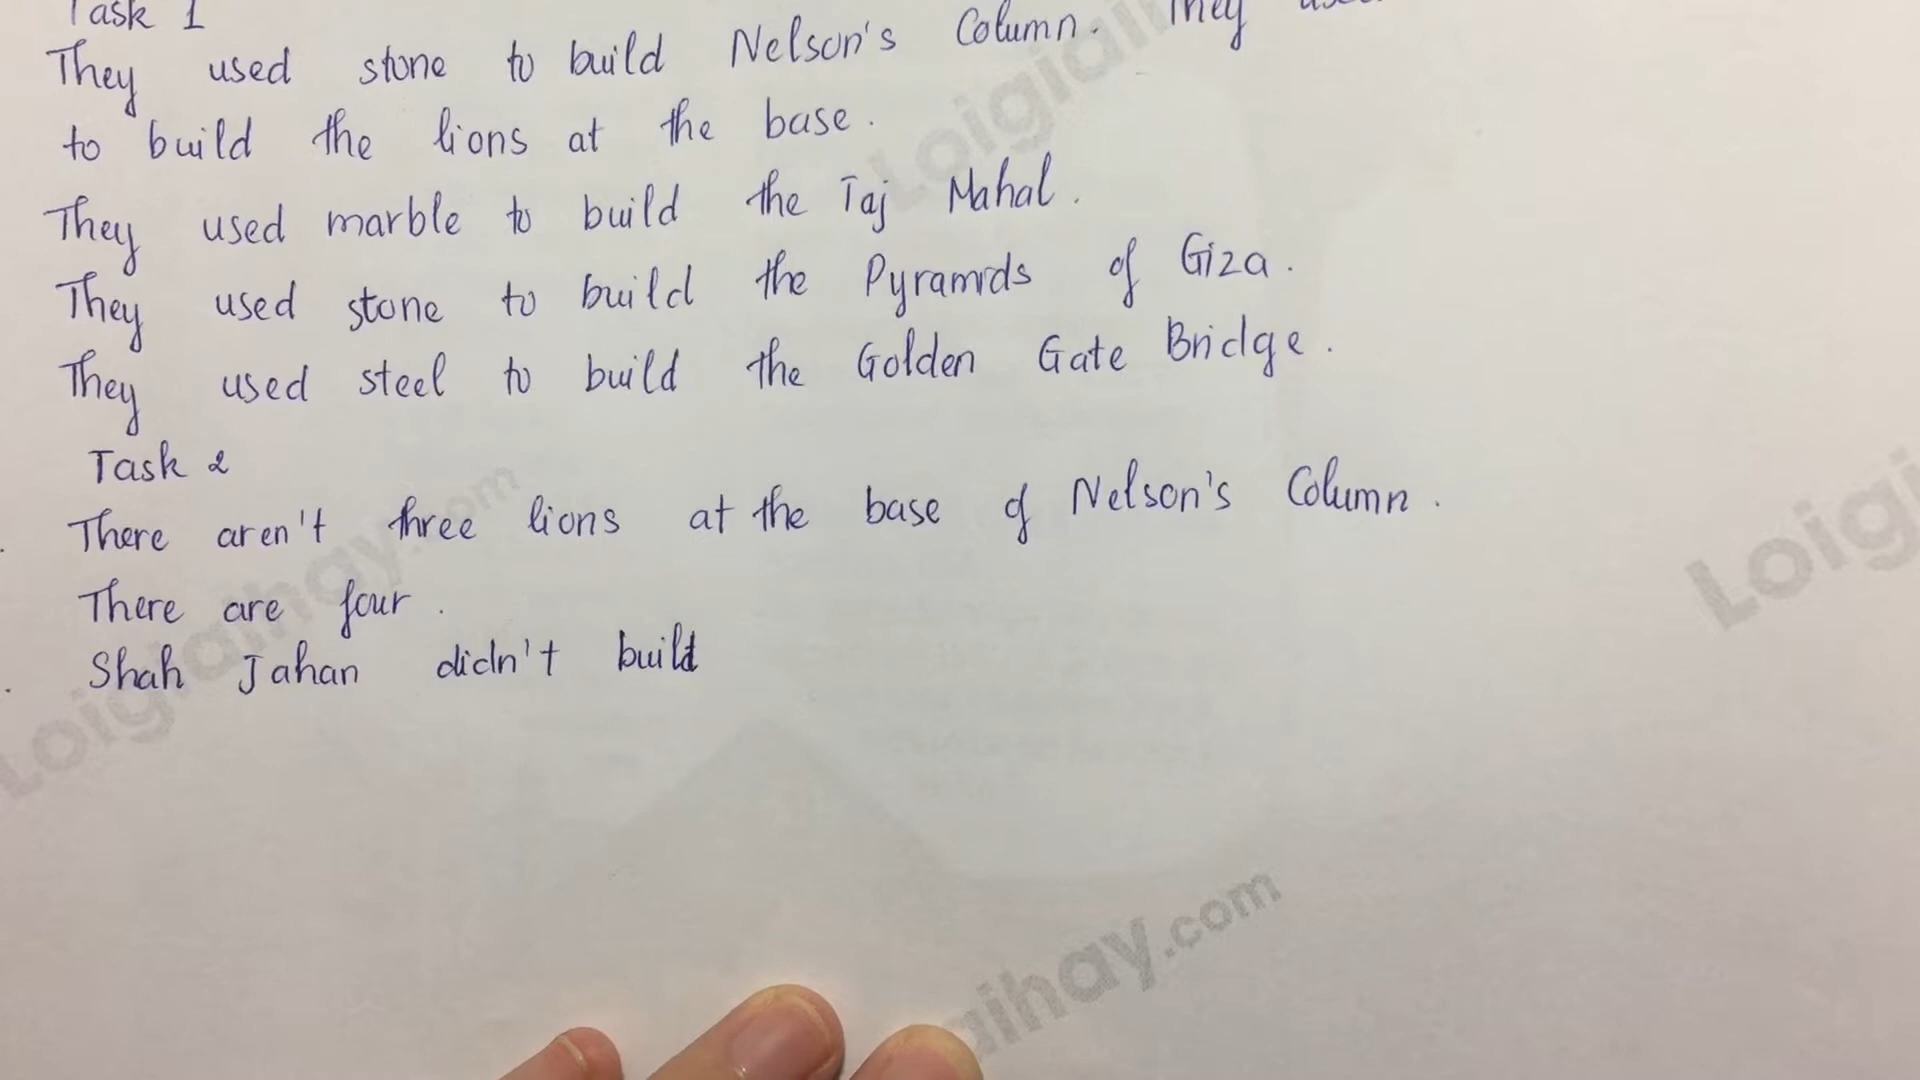 Task 1
They used stone to build Nelson's Column. They
to build the lions at the base.
They used marble to build the Taj Mahal.
They used stone to build the Pyramids of Giza.
They used steel to build the Golden Gate Bridge.
Task 2
There aren't three lions at the base of Nelson's Column.
There are four.
Shah Jahan didn't build
Loigiaihay.com